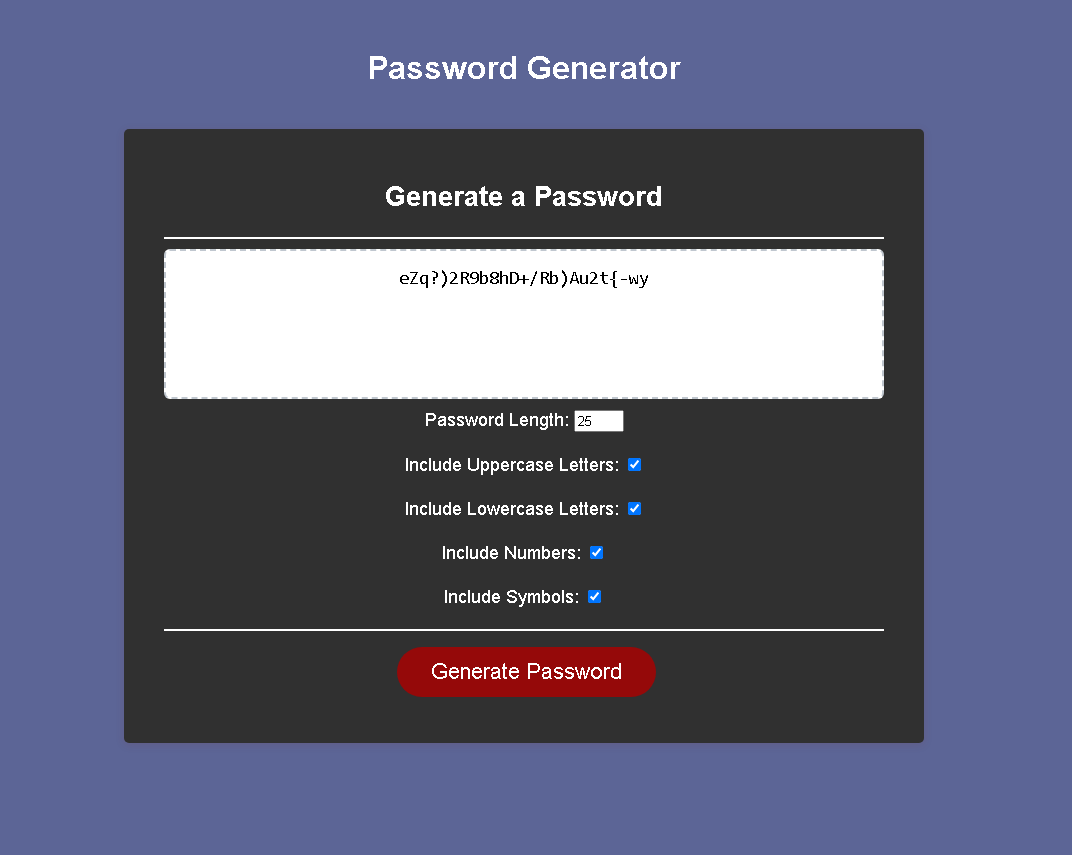 Password Generator
Generate a Password
eZq?)2R9b8hD+/Rb)Au2t{-wy
Password Length: 25
Include Uppercase Letters:
Include Lowercase Letters:
Include Numbers:
Include Symbols:
Generate Password